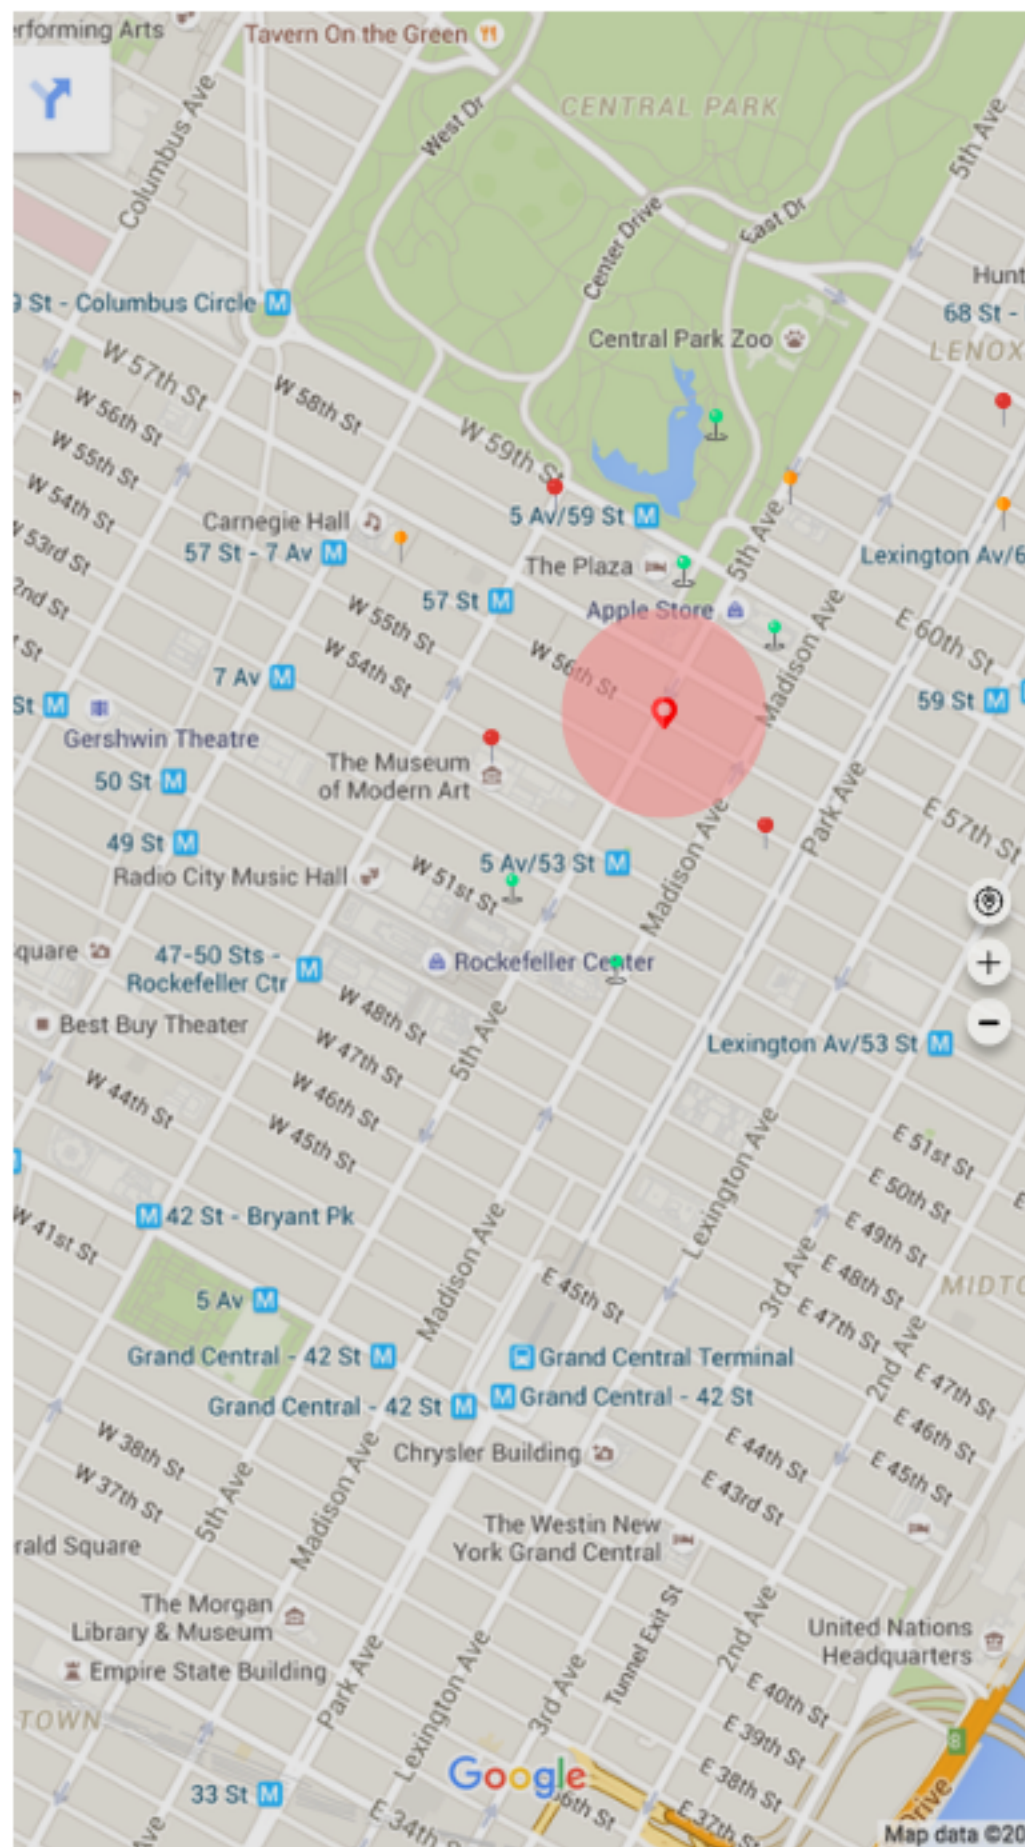 erforming Arts
Tavern On the Green
CENTRAL PARK
West Dr
5th Ave
Columbus Ave
Center Drive
East Dr
Hunt
9 St - Columbus Circle
68 St -
Central Park Zoo
LENOX
W 57th St
W 58th St
W 56th St
W 59th St
W 55th St
W 54th St
5 Av/59 St
Carnegie Hall
57 St - 7 Av
W 53rd St
5th Ave
Lexington Av/6
The Plaza
2nd St
57 St
Apple Store
W 55th St
Madison Ave
E 60th St
t St
W 54th St
W 56th St
7 Av
St
59 St
Gershwin Theatre
The Museum
of Modern Art
50 St
Park Ave
E 57th St
49 St
Radio City Music Hall
W 51st St
5 Av/53 St
Madison Ave
quare
47-50 Sts -
Rockefeller Ctr
Rockefeller Center
Best Buy Theater
W 48th St
5th Ave
Lexington Av/53 St
W 47th St
W 44th St
W 46th St
W 45th St
E 51st St
Lexington Ave
E 50th St
W 41st St
42 St - Bryant Pk
Madison Ave
E 49th St
3rd Ave
E 48th St
MIDTO
5 Av
E 45th St
E 47th St
Grand Central - 42 St
Grand Central Terminal
2nd Ave
E 47th St
Grand Central - 42 St
Grand Central - 42 St
E 46th St
W 38th St
Chrysler Building
E 44th St
E 45th St
W 37th St
5th Ave
Madison Ave
E 43rd St
The Westin New
York Grand Central
rald Square
The Morgan
Library & Museum
Tunnel Exit St
2nd Ave
United Nations
Headquarters
Empire State Building
Park Ave
Lexington Ave
3rd Ave
E 40th St
TOWN
E 39th St
8
Google
E 38th St
33 St
36th St
E 37th St
Drive
Ave
E 34th St
Map data ©20